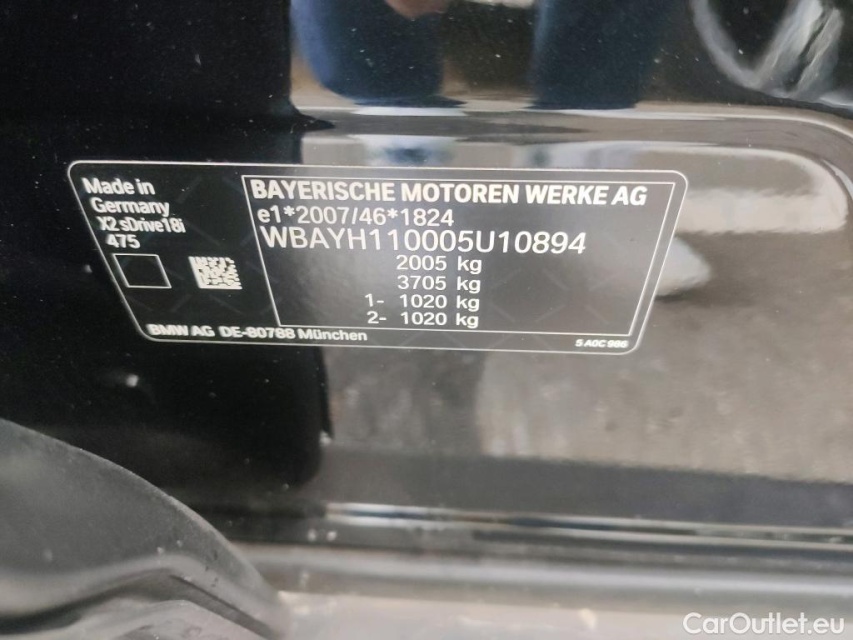 Made in
Germany
X2 sDrive18i
475
BAYERISCHE MOTOREN WERKE AG
e1*2007/46*1824
WBAYH110005U10894
2005 kg
3705 kg
1- 1020 kg
2- 1020 kg
BMW AG DE-80788 München
5 A0C 986
CarOutlet.eu